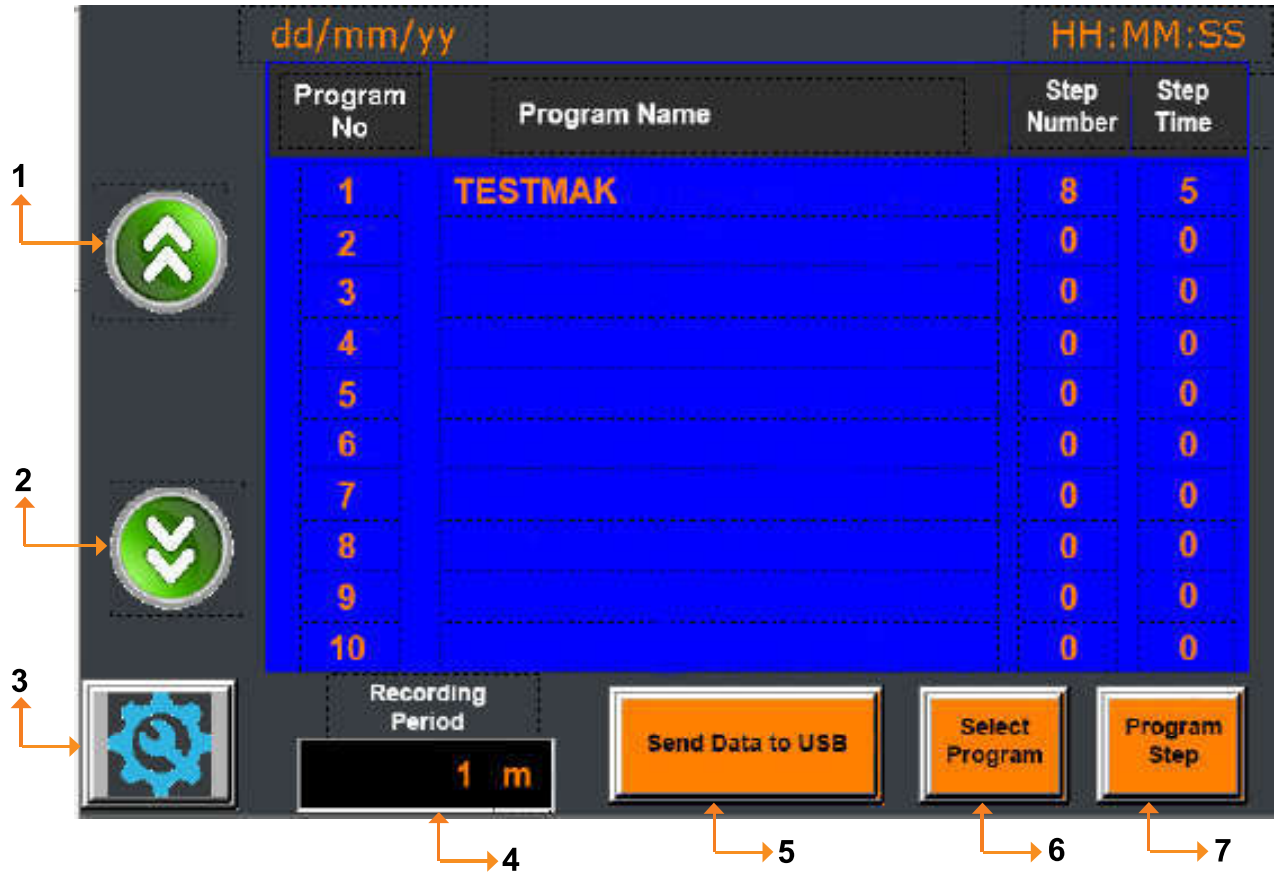 dd/mm/yy HH:MM:SS
Program No Program Name Step Number Step Time
1 TESTMAK 8 5
2 0 0
3 0 0
4 0 0
5 0 0
6 0 0
7 0 0
8 0 0
9 0 0
10 0 0
1
2
3
Recording
Period
1 m
Send Data to USB
Select
Program
Program
Step
4
5
6
7